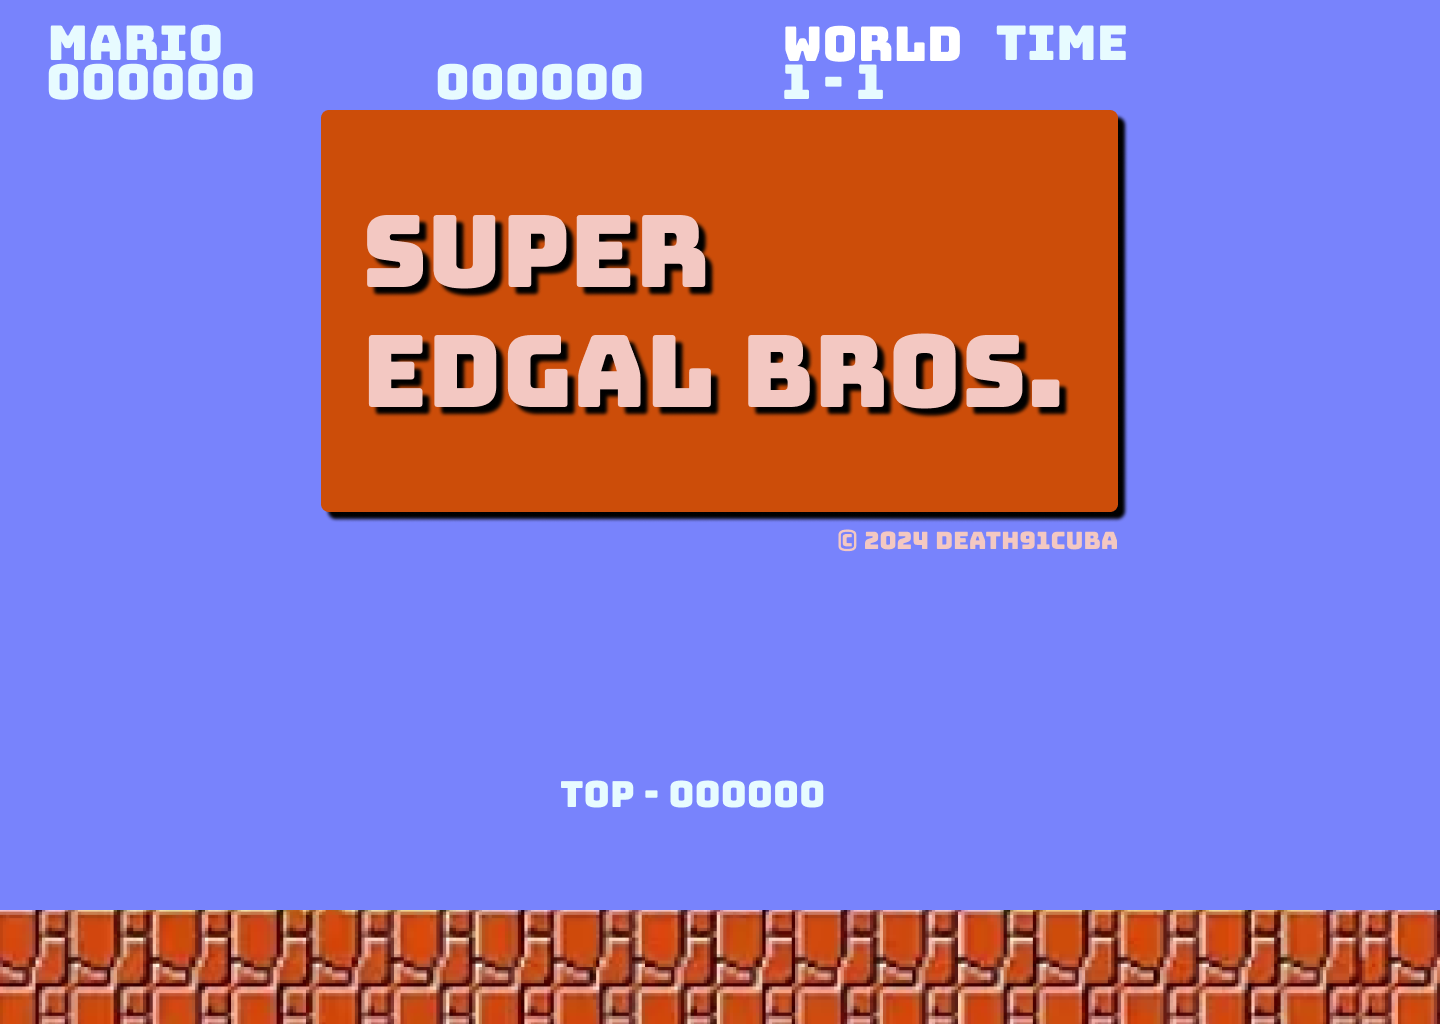 MARIO
000000
000000
WORLD
1 - 1
TIME
SUPER
EDGAL BROS.
© 2024 DEATH91CUBA
TOP - 000000